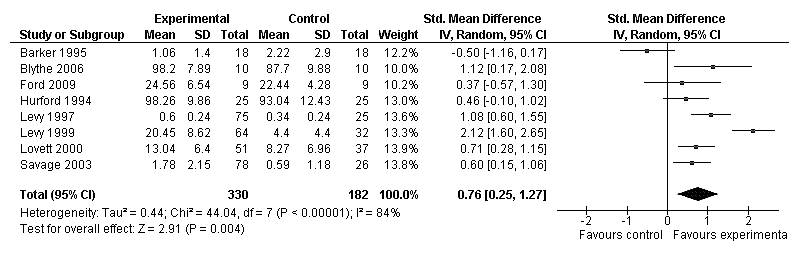 Experimental Control Std. Mean Difference Std. Mean Difference
Study or Subgroup Mean SD Total Mean SD Total Weight IV, Random, 95% CI IV, Random, 95% CI
Barker 1995 1.06 1.4 18 2.22 2.9 18 12.2% -0.50 [-1.16, 0.17]
Blythe 2006 98.2 7.89 10 87.7 9.88 10 10.0% 1.12 [0.17, 2.08]
Ford 2009 24.56 6.54 9 22.44 4.28 9 10.1% 0.37 [-0.57, 1.30]
Hurford 1994 98.26 9.86 25 93.04 12.43 25 12.9% 0.46 [-0.10, 1.02]
Levy 1997 0.6 0.24 75 0.34 0.24 25 13.4% 1.08 [0.60, 1.55]
Levy 1999 20.45 8.62 64 4.4 4.4 32 13.2% 2.12 [1.60, 2.65]
Lovett 2000 13.04 6.4 51 8.27 6.96 37 13.7% 0.71 [0.28, 1.15]
Savage 2003 1.78 2.15 78 0.59 1.18 26 13.6% 0.60 [0.15, 1.06]
Total (95% CI) 330 182 100.0% 0.76 [0.25, 1.27]
Heterogeneity: Tau² = 0.44; Chi² = 44.04, df = 7 (P < 0.00001); I² = 84%
Test for overall effect: Z = 2.91 (P = 0.004)
-2 -1 0 1 2
Favours control Favours experimenta